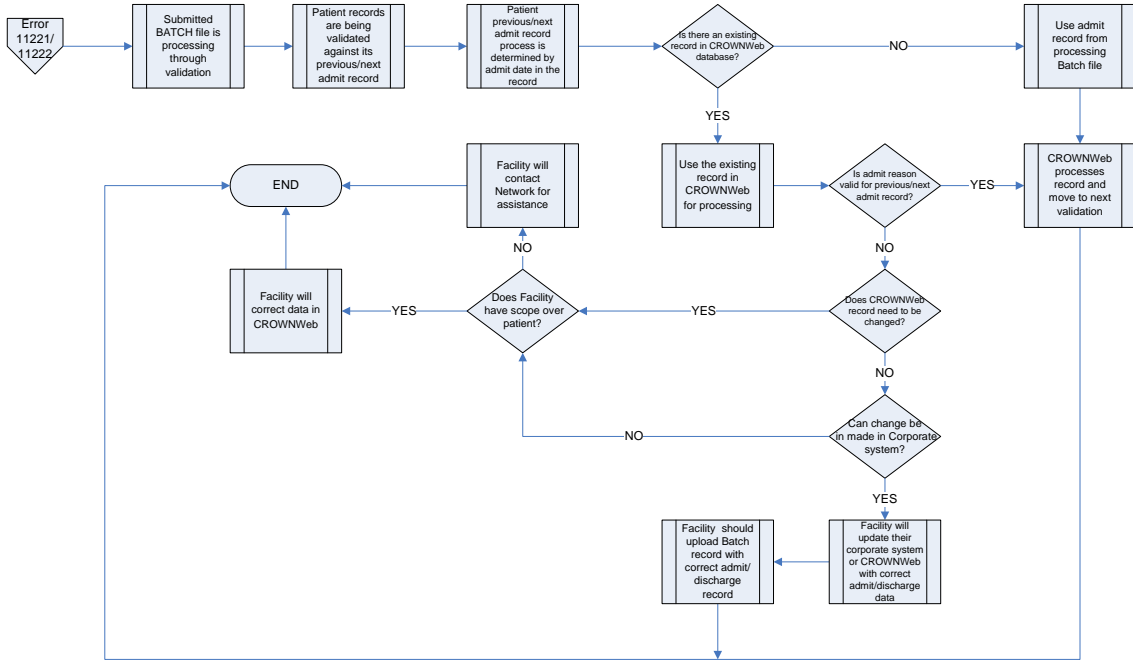 Error
11221/
11222
Submitted
BATCH file is
processing
through
validation
Patient records
are being
validated
against its
previous/next
admit record
Patient
previous/next
admit record
process is
determined by
admit date in the
record
Is there an existing
record in CROWNWeb
database?
NO
Use admit
record from
processing
Batch file
YES
END
Facility will
contact
Network for
assistance
Use the existing
record in
CROWNWeb
for processing
Is admit reason
valid for previous/next
admit record?
YES
CROWNWeb
processes
record and
move to next
validation
NO
NO
Facility will
correct data in
CROWNWeb
YES
Does Facility
have scope over
patient?
YES
Does CROWNWeb
record need to be
changed?
NO
NO
Can change be
in made in Corporate
system?
YES
Facility should
upload Batch
record with
correct admit/
discharge
record
Facility will
update their
corporate system
or CROWNWeb
with correct
admit/discharge
data